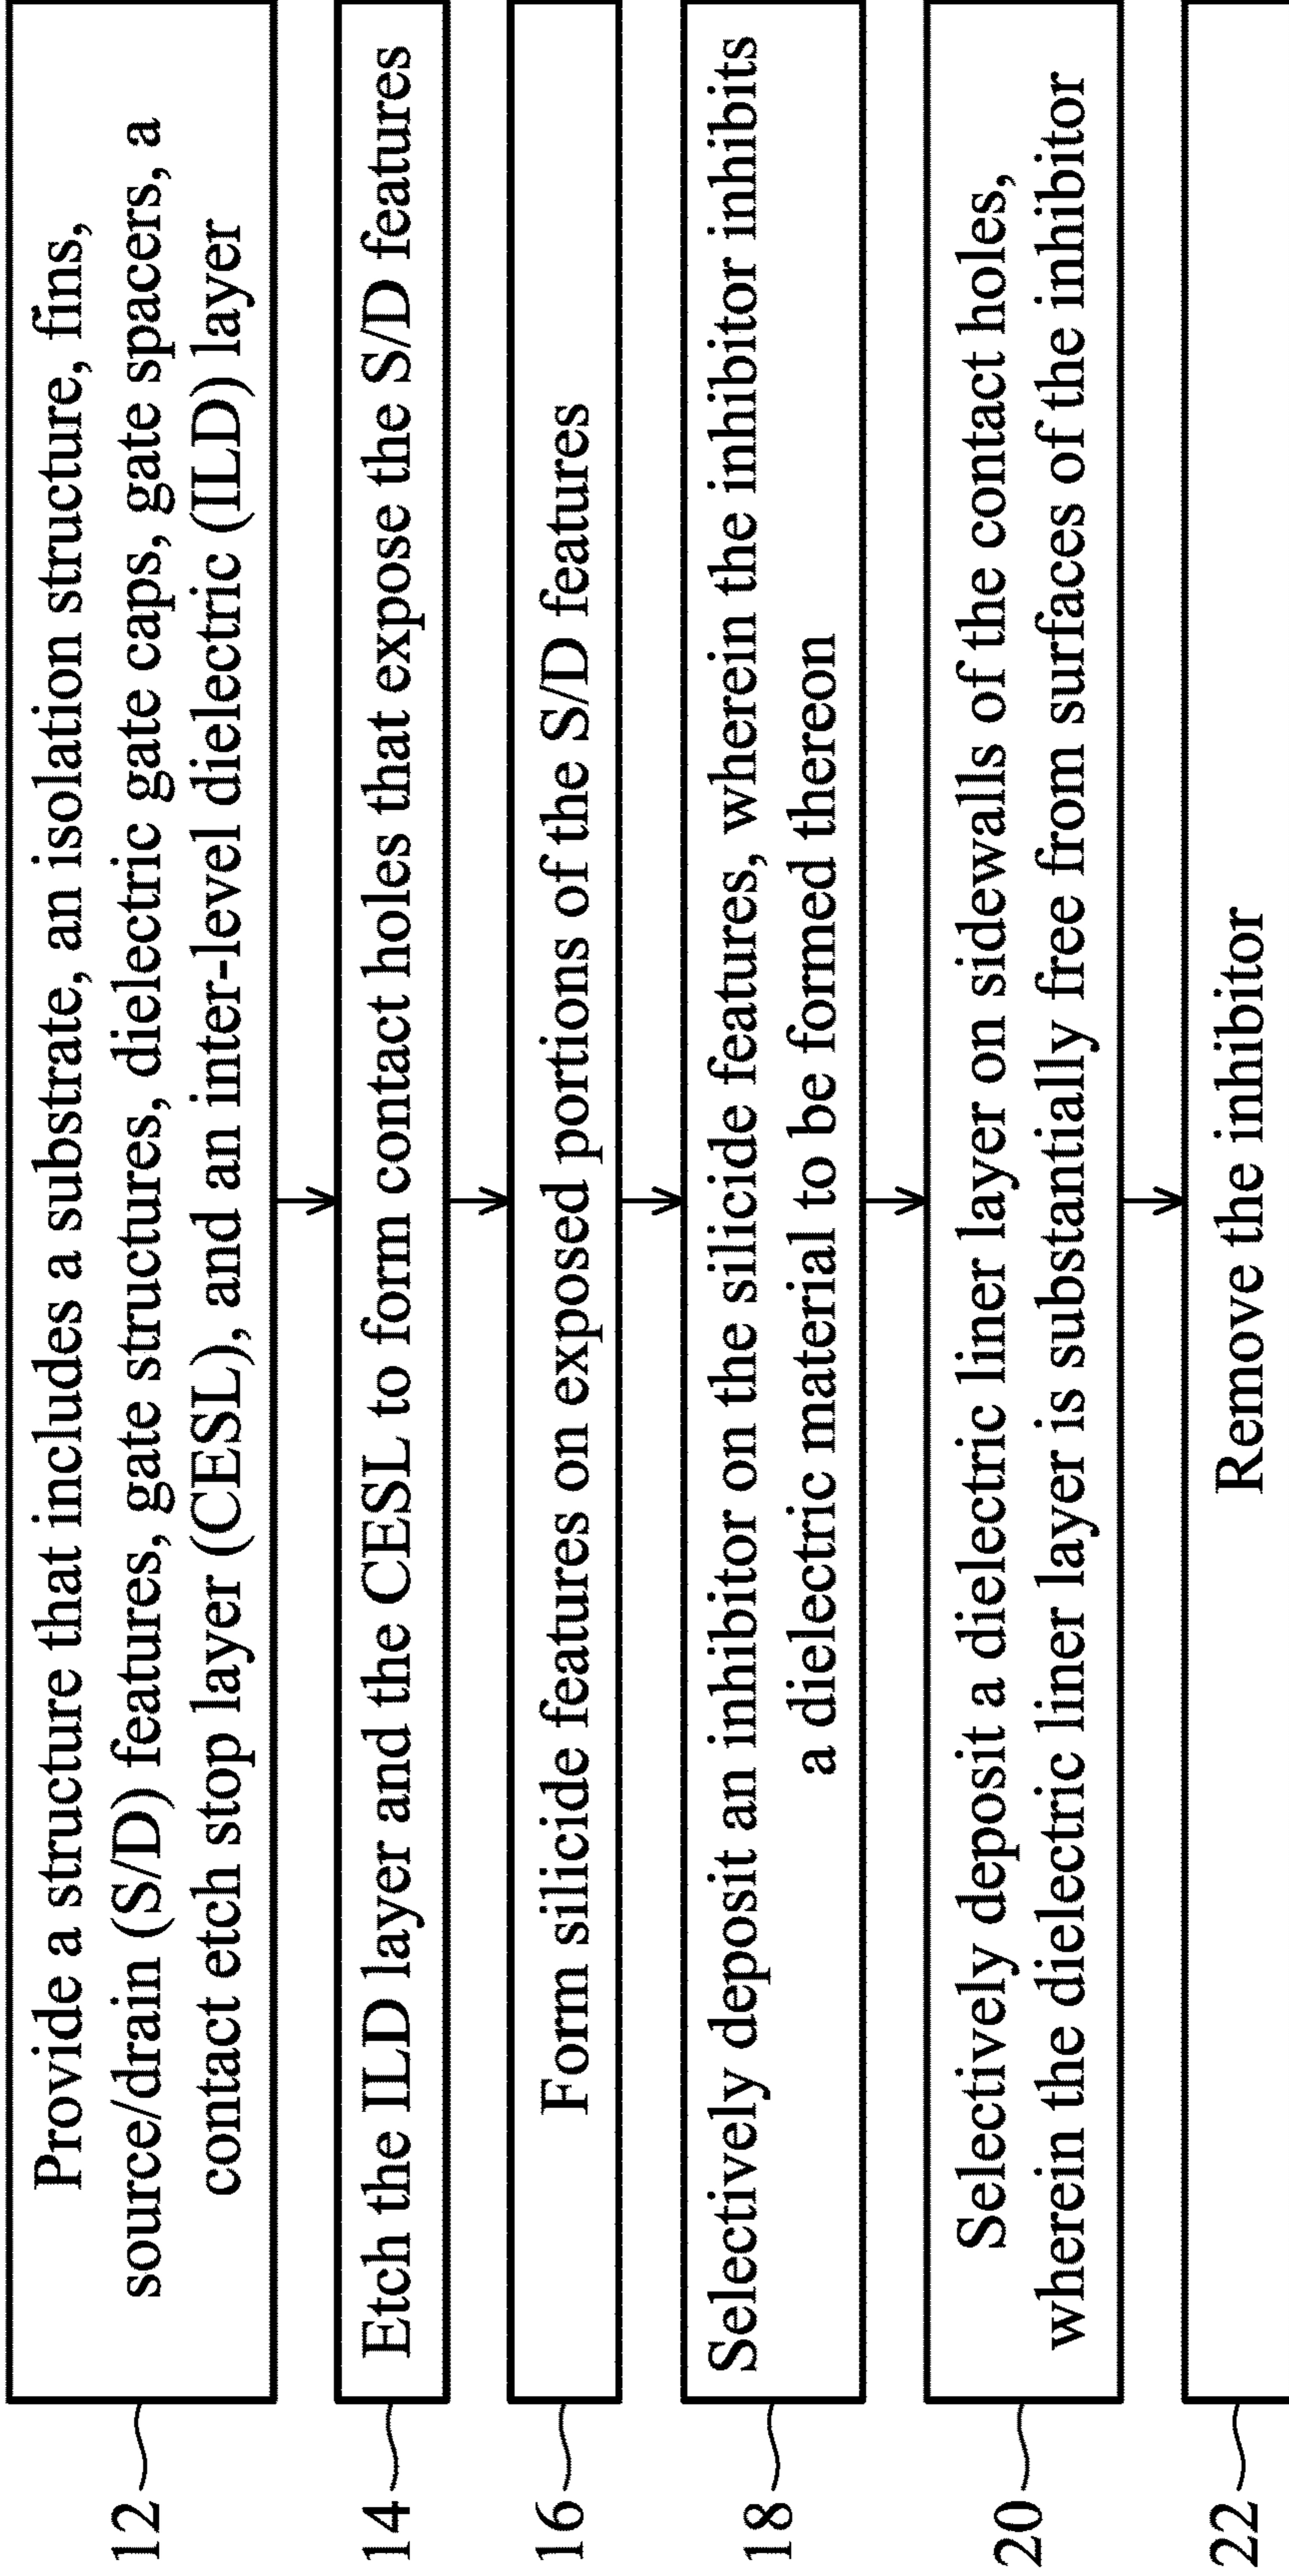 12
Provide a structure that includes a substrate, an isolation structure, fins,
source/drain (S/D) features, gate structures, dielectric gate caps, gate spacers, a
contact etch stop layer (CESL), and an inter-level dielectric (ILD) layer
14
Etch the ILD layer and the CESL to form contact holes that expose the S/D features
16
Form silicide features on exposed portions of the S/D features
18
Selectively deposit an inhibitor on the silicide features, wherein the inhibitor inhibits
a dielectric material to be formed thereon
20
Selectively deposit a dielectric liner layer on sidewalls of the contact holes,
wherein the dielectric liner layer is substantially free from surfaces of the inhibitor
22
Remove the inhibitor